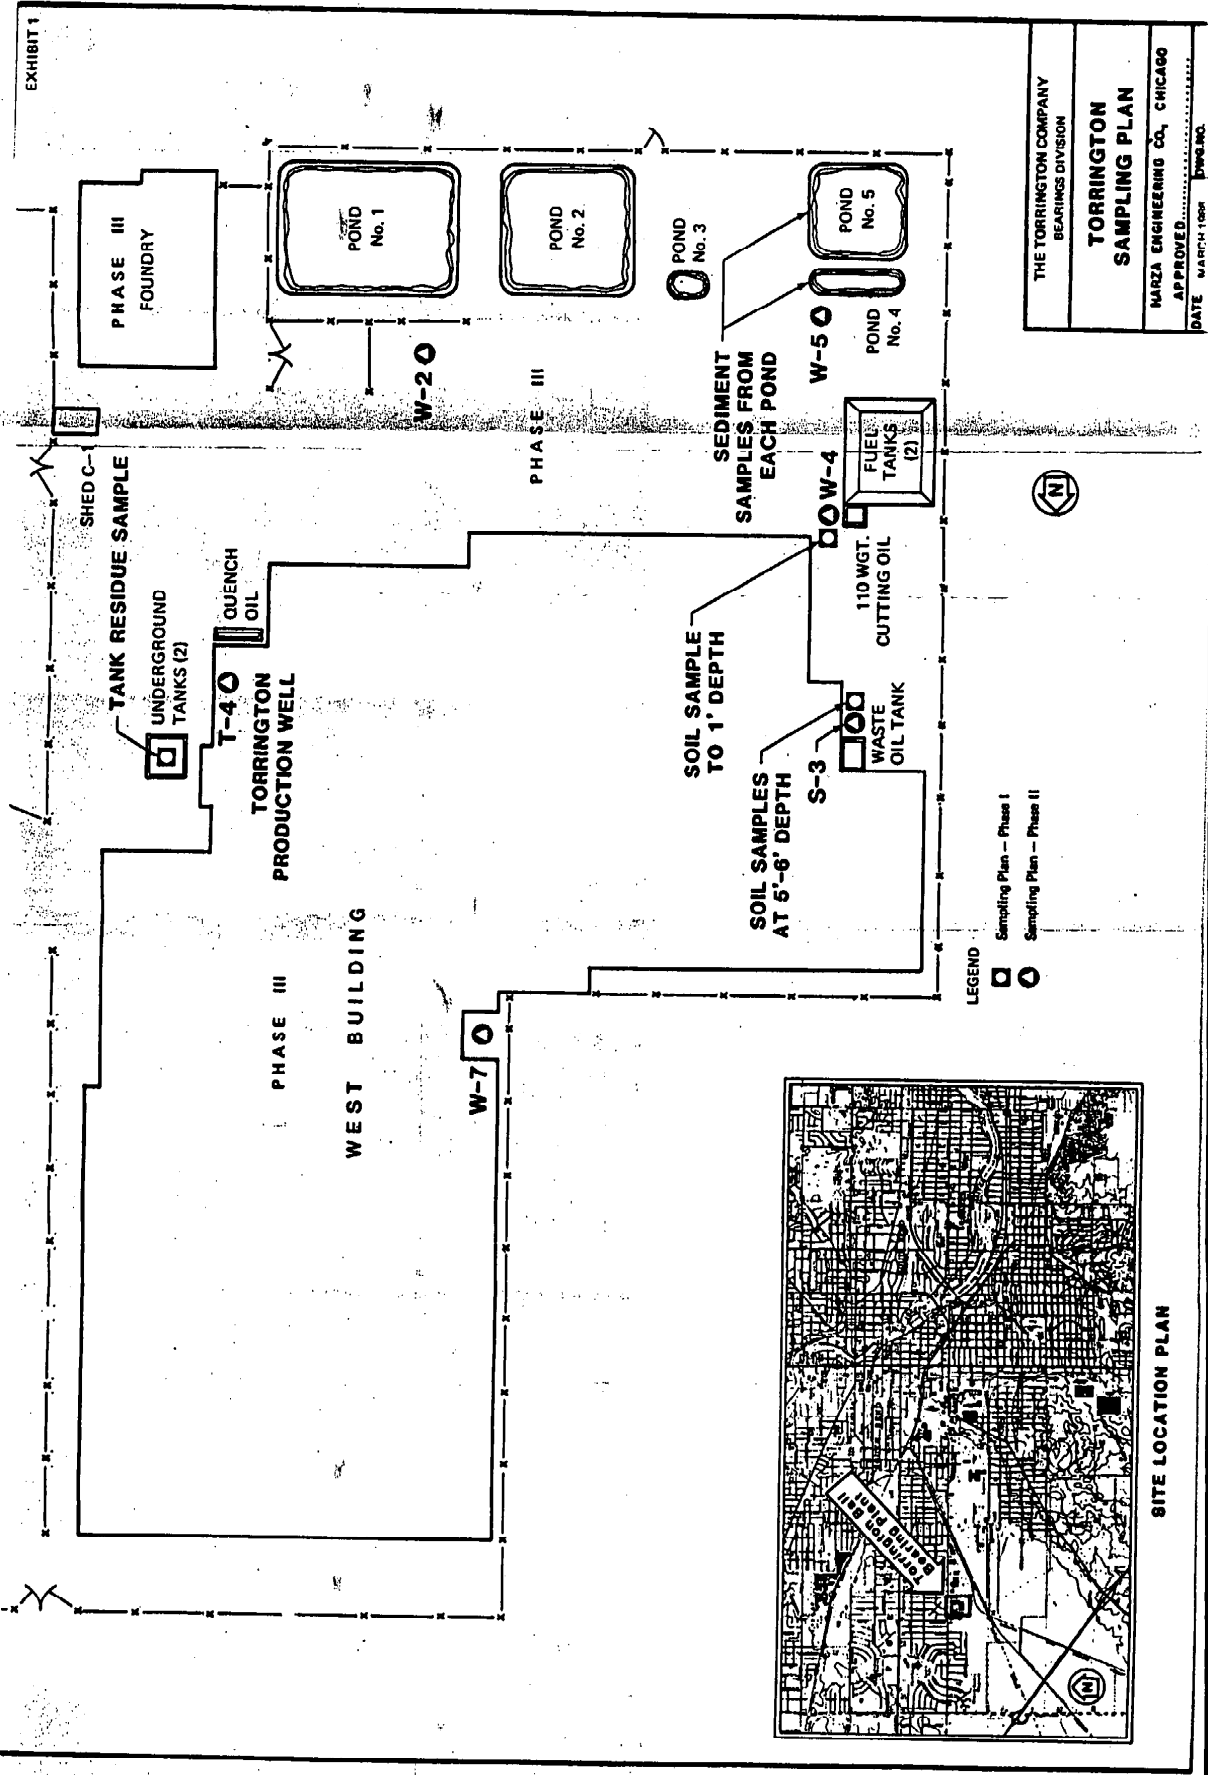 EXHIBIT 1
PHASE III
FOUNDRY
SHED C-1
TANK RESIDUE SAMPLE
UNDERGROUND
TANKS (2)
QUENCH
OIL
T-4
TORRINGTON
PRODUCTION WELL
PHASE III
WEST BUILDING
W-7
POND
No. 1
POND
No. 2
POND
No. 3
POND
No. 5
POND
No. 4
W-2
PHASE III
W-5
SEDIMENT
SAMPLES FROM
EACH POND
W-4
FUEL
TANKS
(2)
110 WGT.
CUTTING OIL
SOIL SAMPLE
TO 1' DEPTH
SOIL SAMPLES
AT 5'-6' DEPTH
S-3
WASTE
OIL TANK
N
LEGEND
Sampling Plan – Phase I
Sampling Plan – Phase II
Torrington Ball
Bearing Plant
N
SITE LOCATION PLAN
THE TORRINGTON COMPANY
BEARINGS DIVISION
TORRINGTON
SAMPLING PLAN
HARZA ENGINEERING CO., CHICAGO
APPROVED
DATE MARCH DWG. NO.